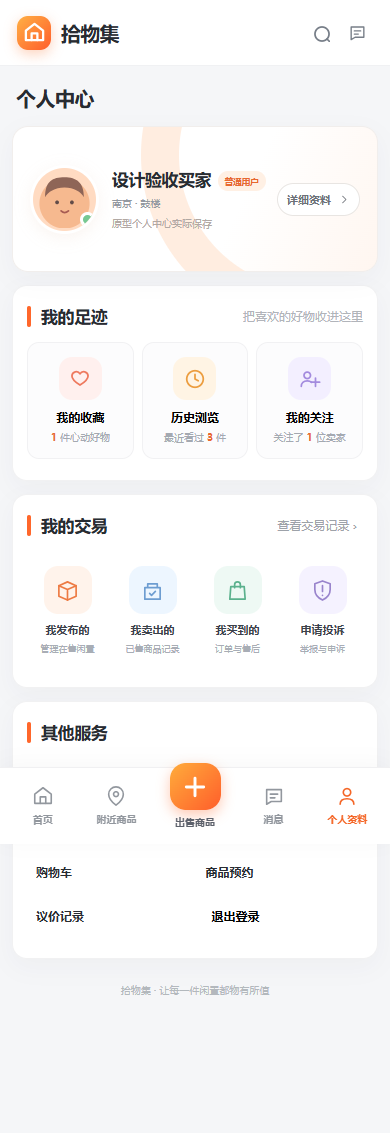 拾物集
个人中心
设计验收买家 普通用户
南京 · 鼓楼
原型个人中心实际保存
详细资料
我的足迹 把喜欢的好物收进这里
我的收藏 历史浏览 我的关注
1 件心动好物 最近看过 3 件 关注了 1 位卖家
我的交易 查看交易记录 ›
我发布的 我卖出的 我买到的 申请投诉
管理在售闲置 已售商品记录 订单与售后 举报与申诉
其他服务
首页 附近商品 出售商品 消息 个人资料
购物车 商品预约
议价记录 退出登录
拾物集 · 让每一件闲置都物有所值